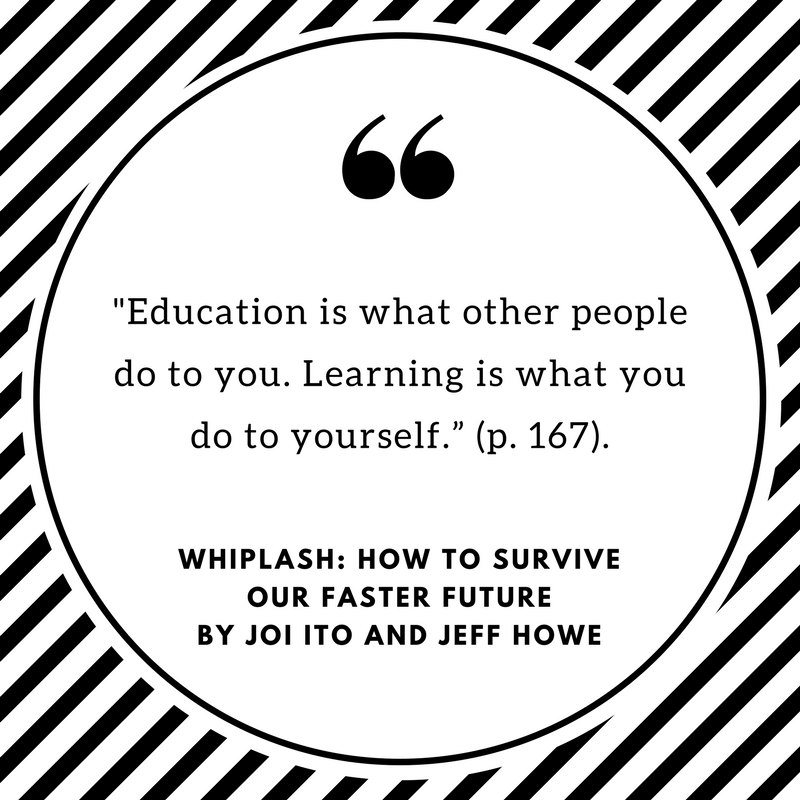 “
"Education is what other people
do to you. Learning is what you
do to yourself.” (p. 167).
WHIPLASH: HOW TO SURVIVE
OUR FASTER FUTURE
BY JOI ITO AND JEFF HOWE